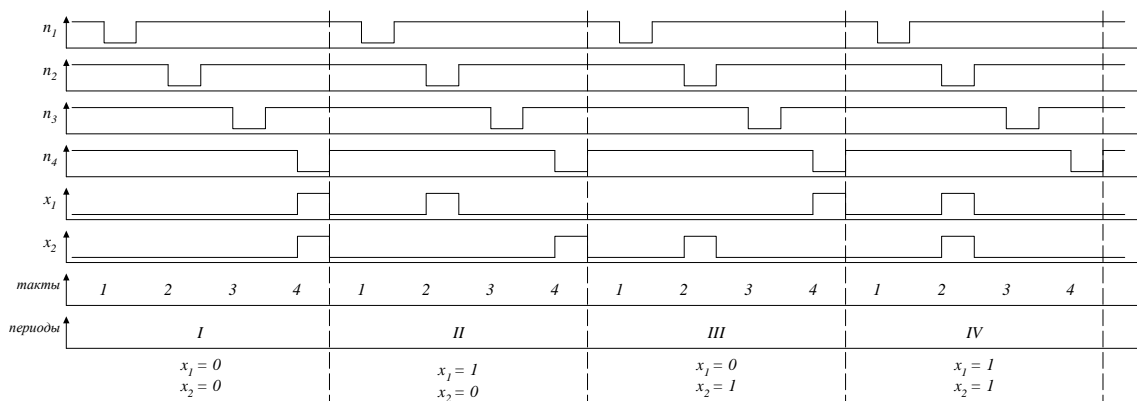 n1
n2
n3
n4
x1
x2
такты 1 2 3 4 1 2 3 4 1 2 3 4 1 2 3 4
периоды I II III IV
x1 = 0 x1 = 1 x1 = 0 x1 = 1
x2 = 0 x2 = 0 x2 = 1 x2 = 1